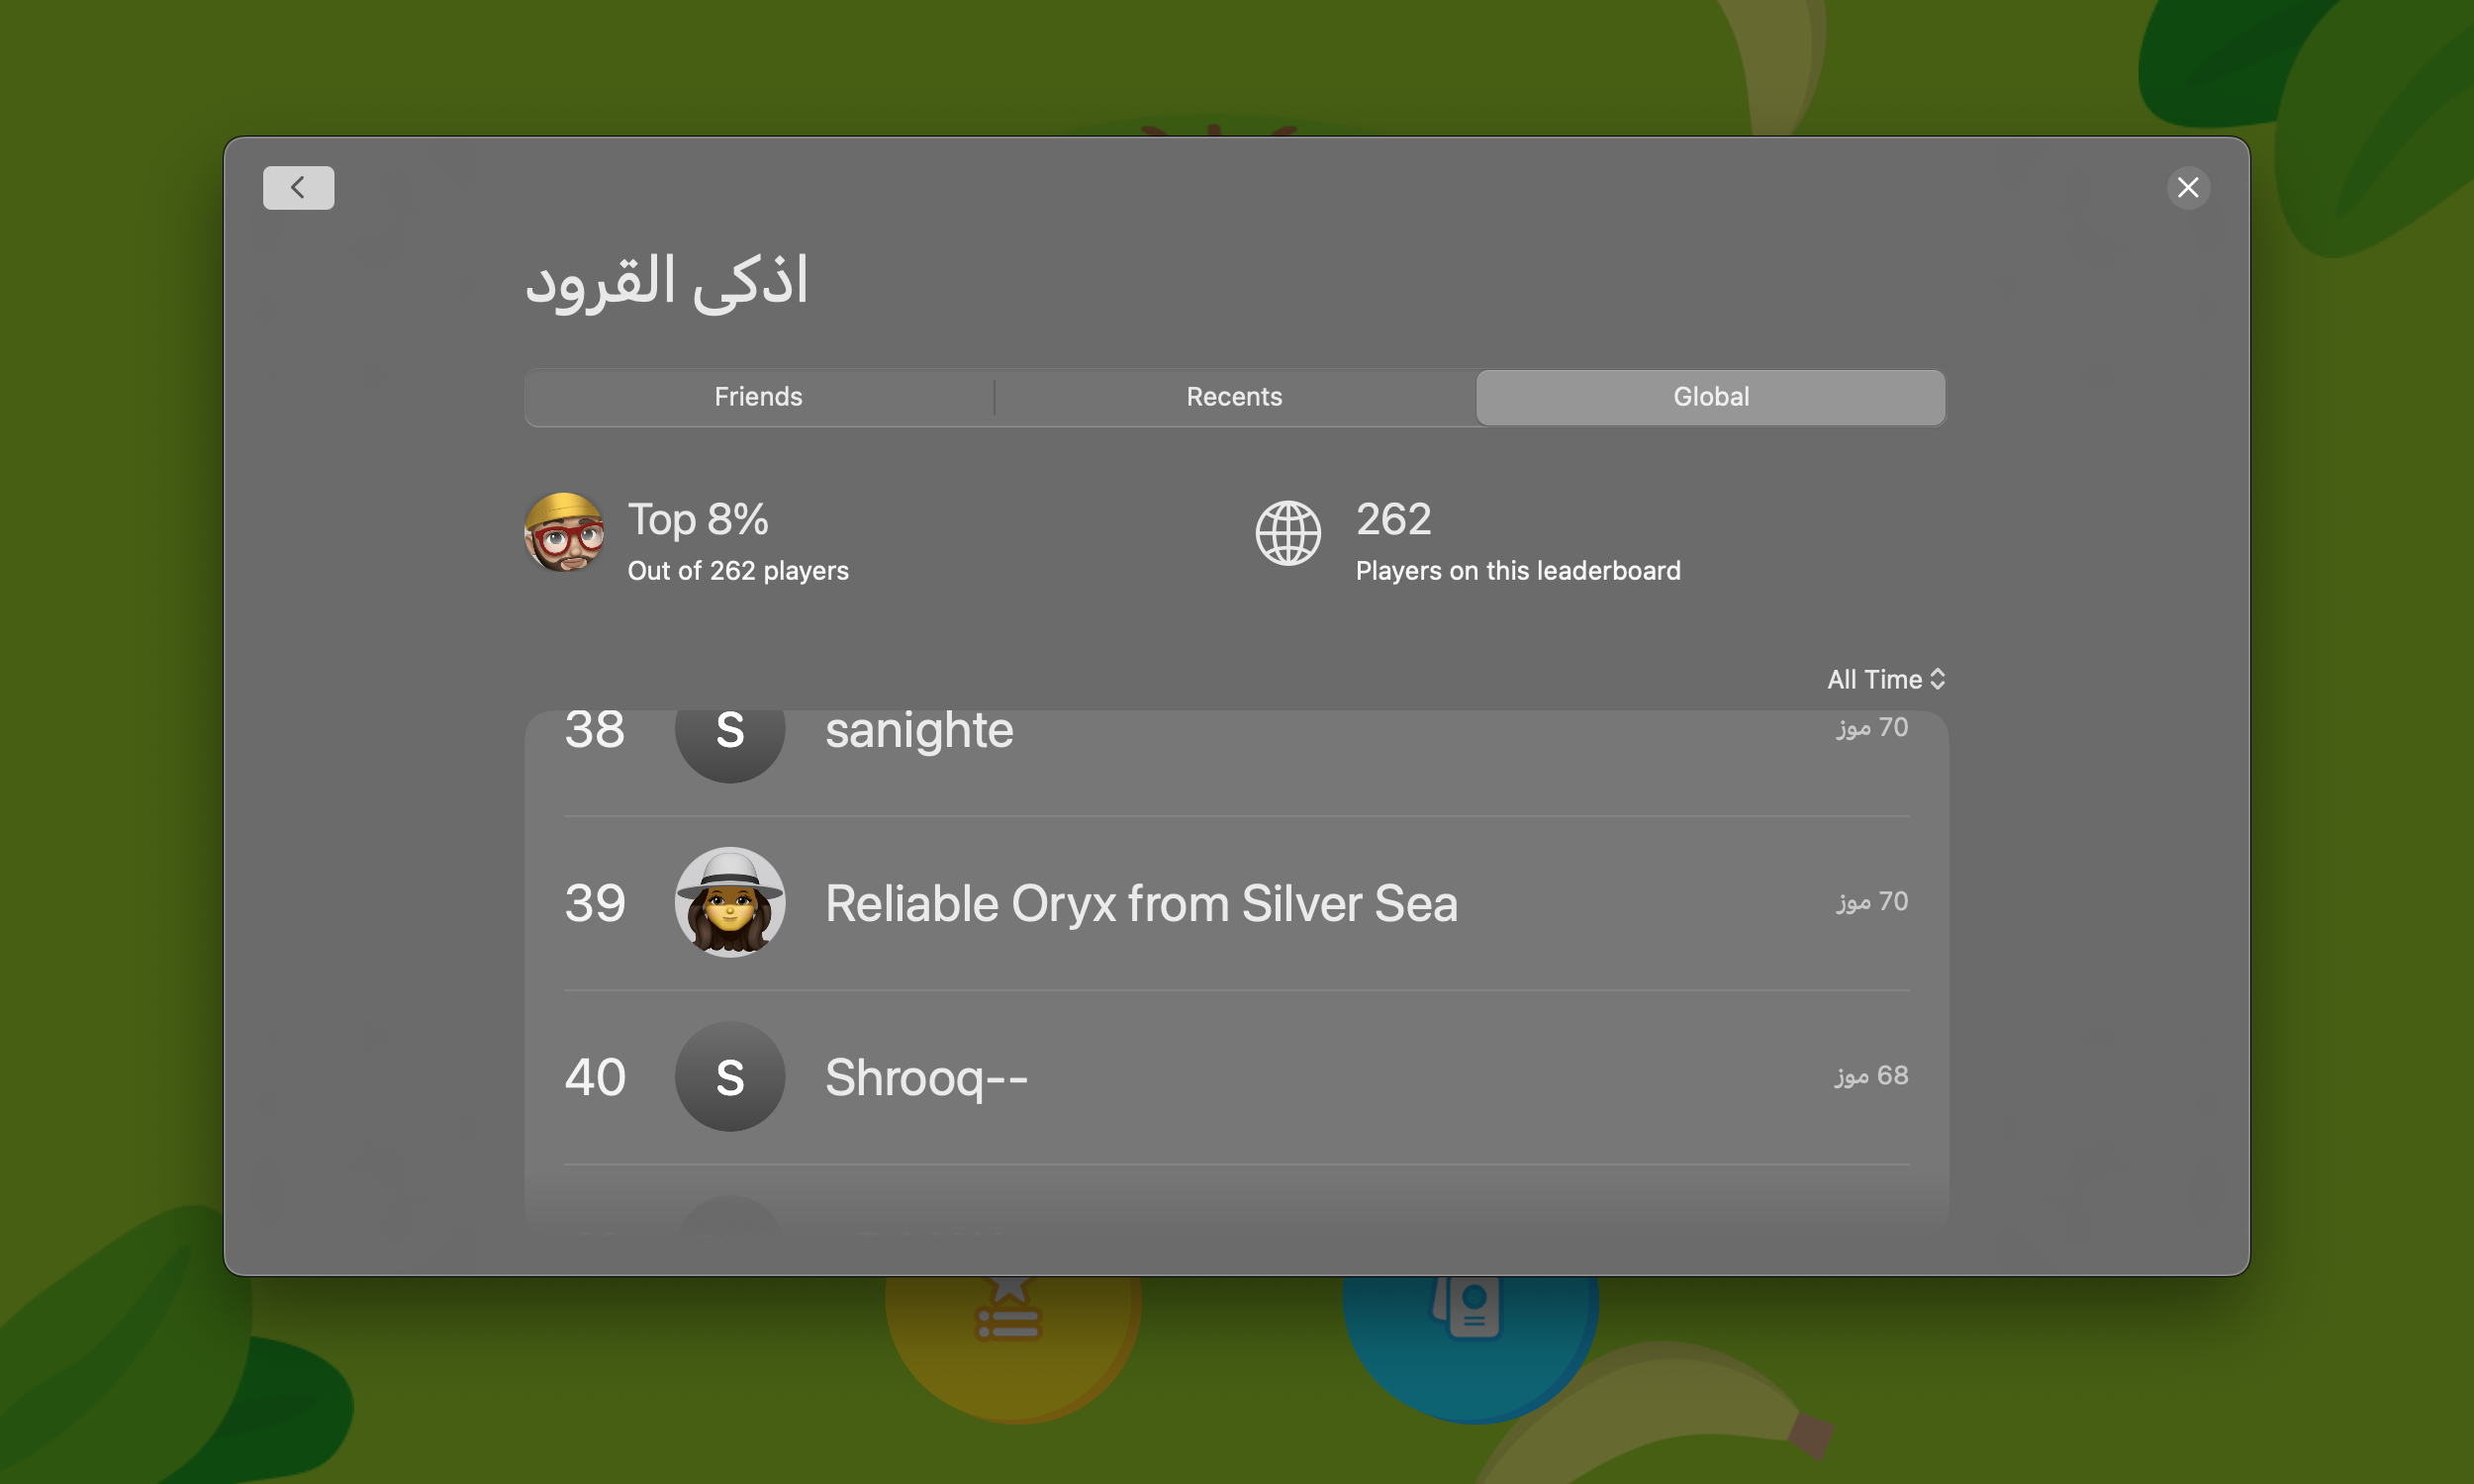 اذكى القرود
Friends
Recents
Global
Top 8%
Out of 262 players
262
Players on this leaderboard
All Time
38 S sanighte 70 موز
39 Reliable Oryx from Silver Sea 70 موز
40 S Shrooq-- 68 موز